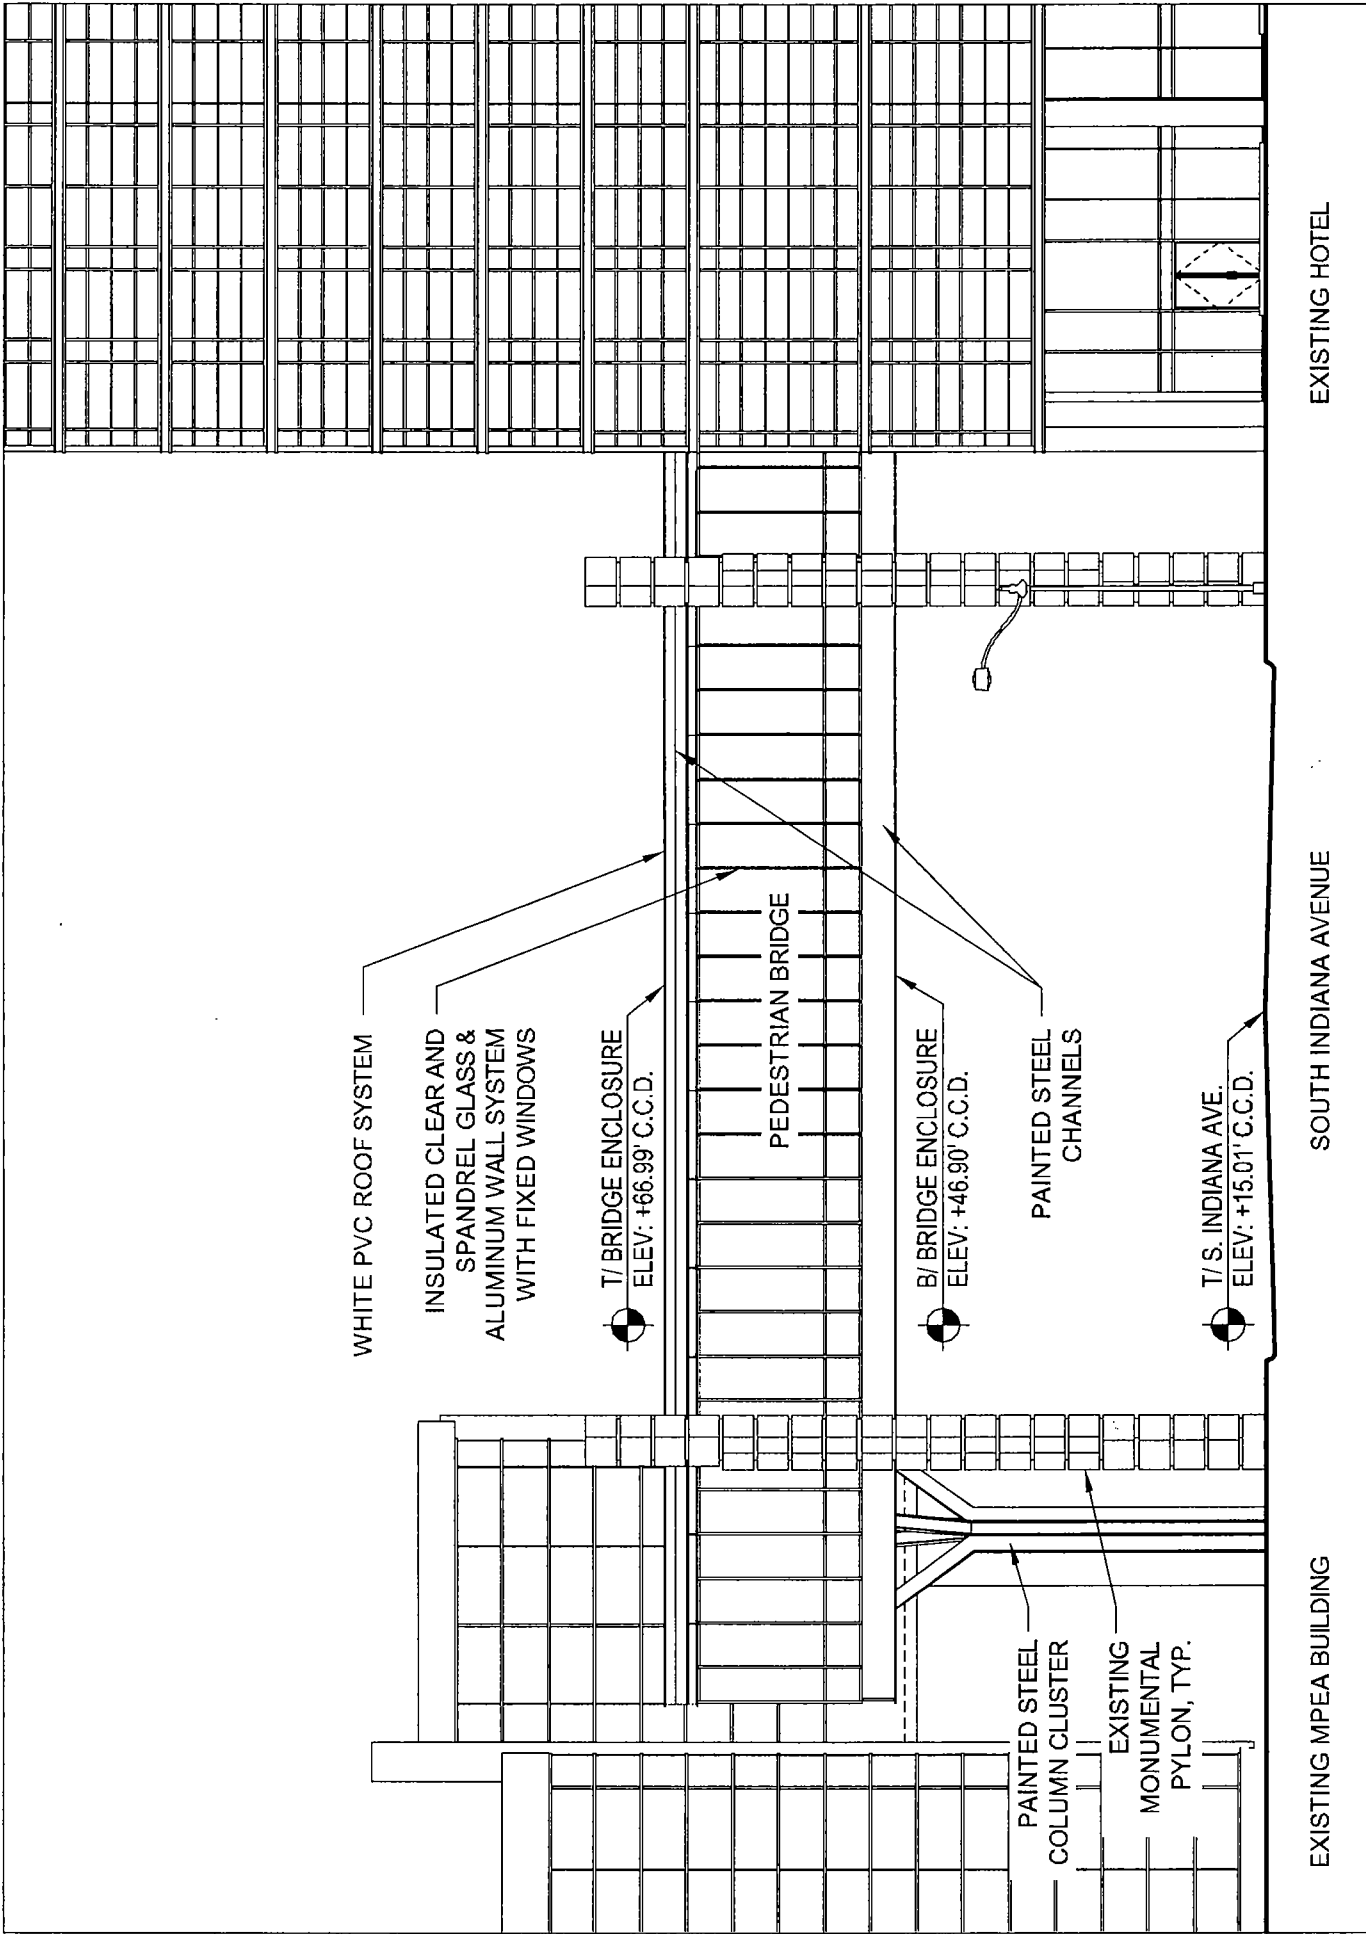 WHITE PVC ROOF SYSTEM
INSULATED CLEAR AND
SPANDREL GLASS &
ALUMINUM WALL SYSTEM
WITH FIXED WINDOWS
T/ BRIDGE ENCLOSURE
ELEV: +66.99' C.C.D.
PEDESTRIAN BRIDGE
B/ BRIDGE ENCLOSURE
ELEV: +46.90' C.C.D.
PAINTED STEEL
CHANNELS
PAINTED STEEL
COLUMN CLUSTER
EXISTING
MONUMENTAL
PYLON, TYP.
T/ S. INDIANA AVE.
ELEV: +15.01' C.C.D.
EXISTING MPEA BUILDING
SOUTH INDIANA AVENUE
EXISTING HOTEL